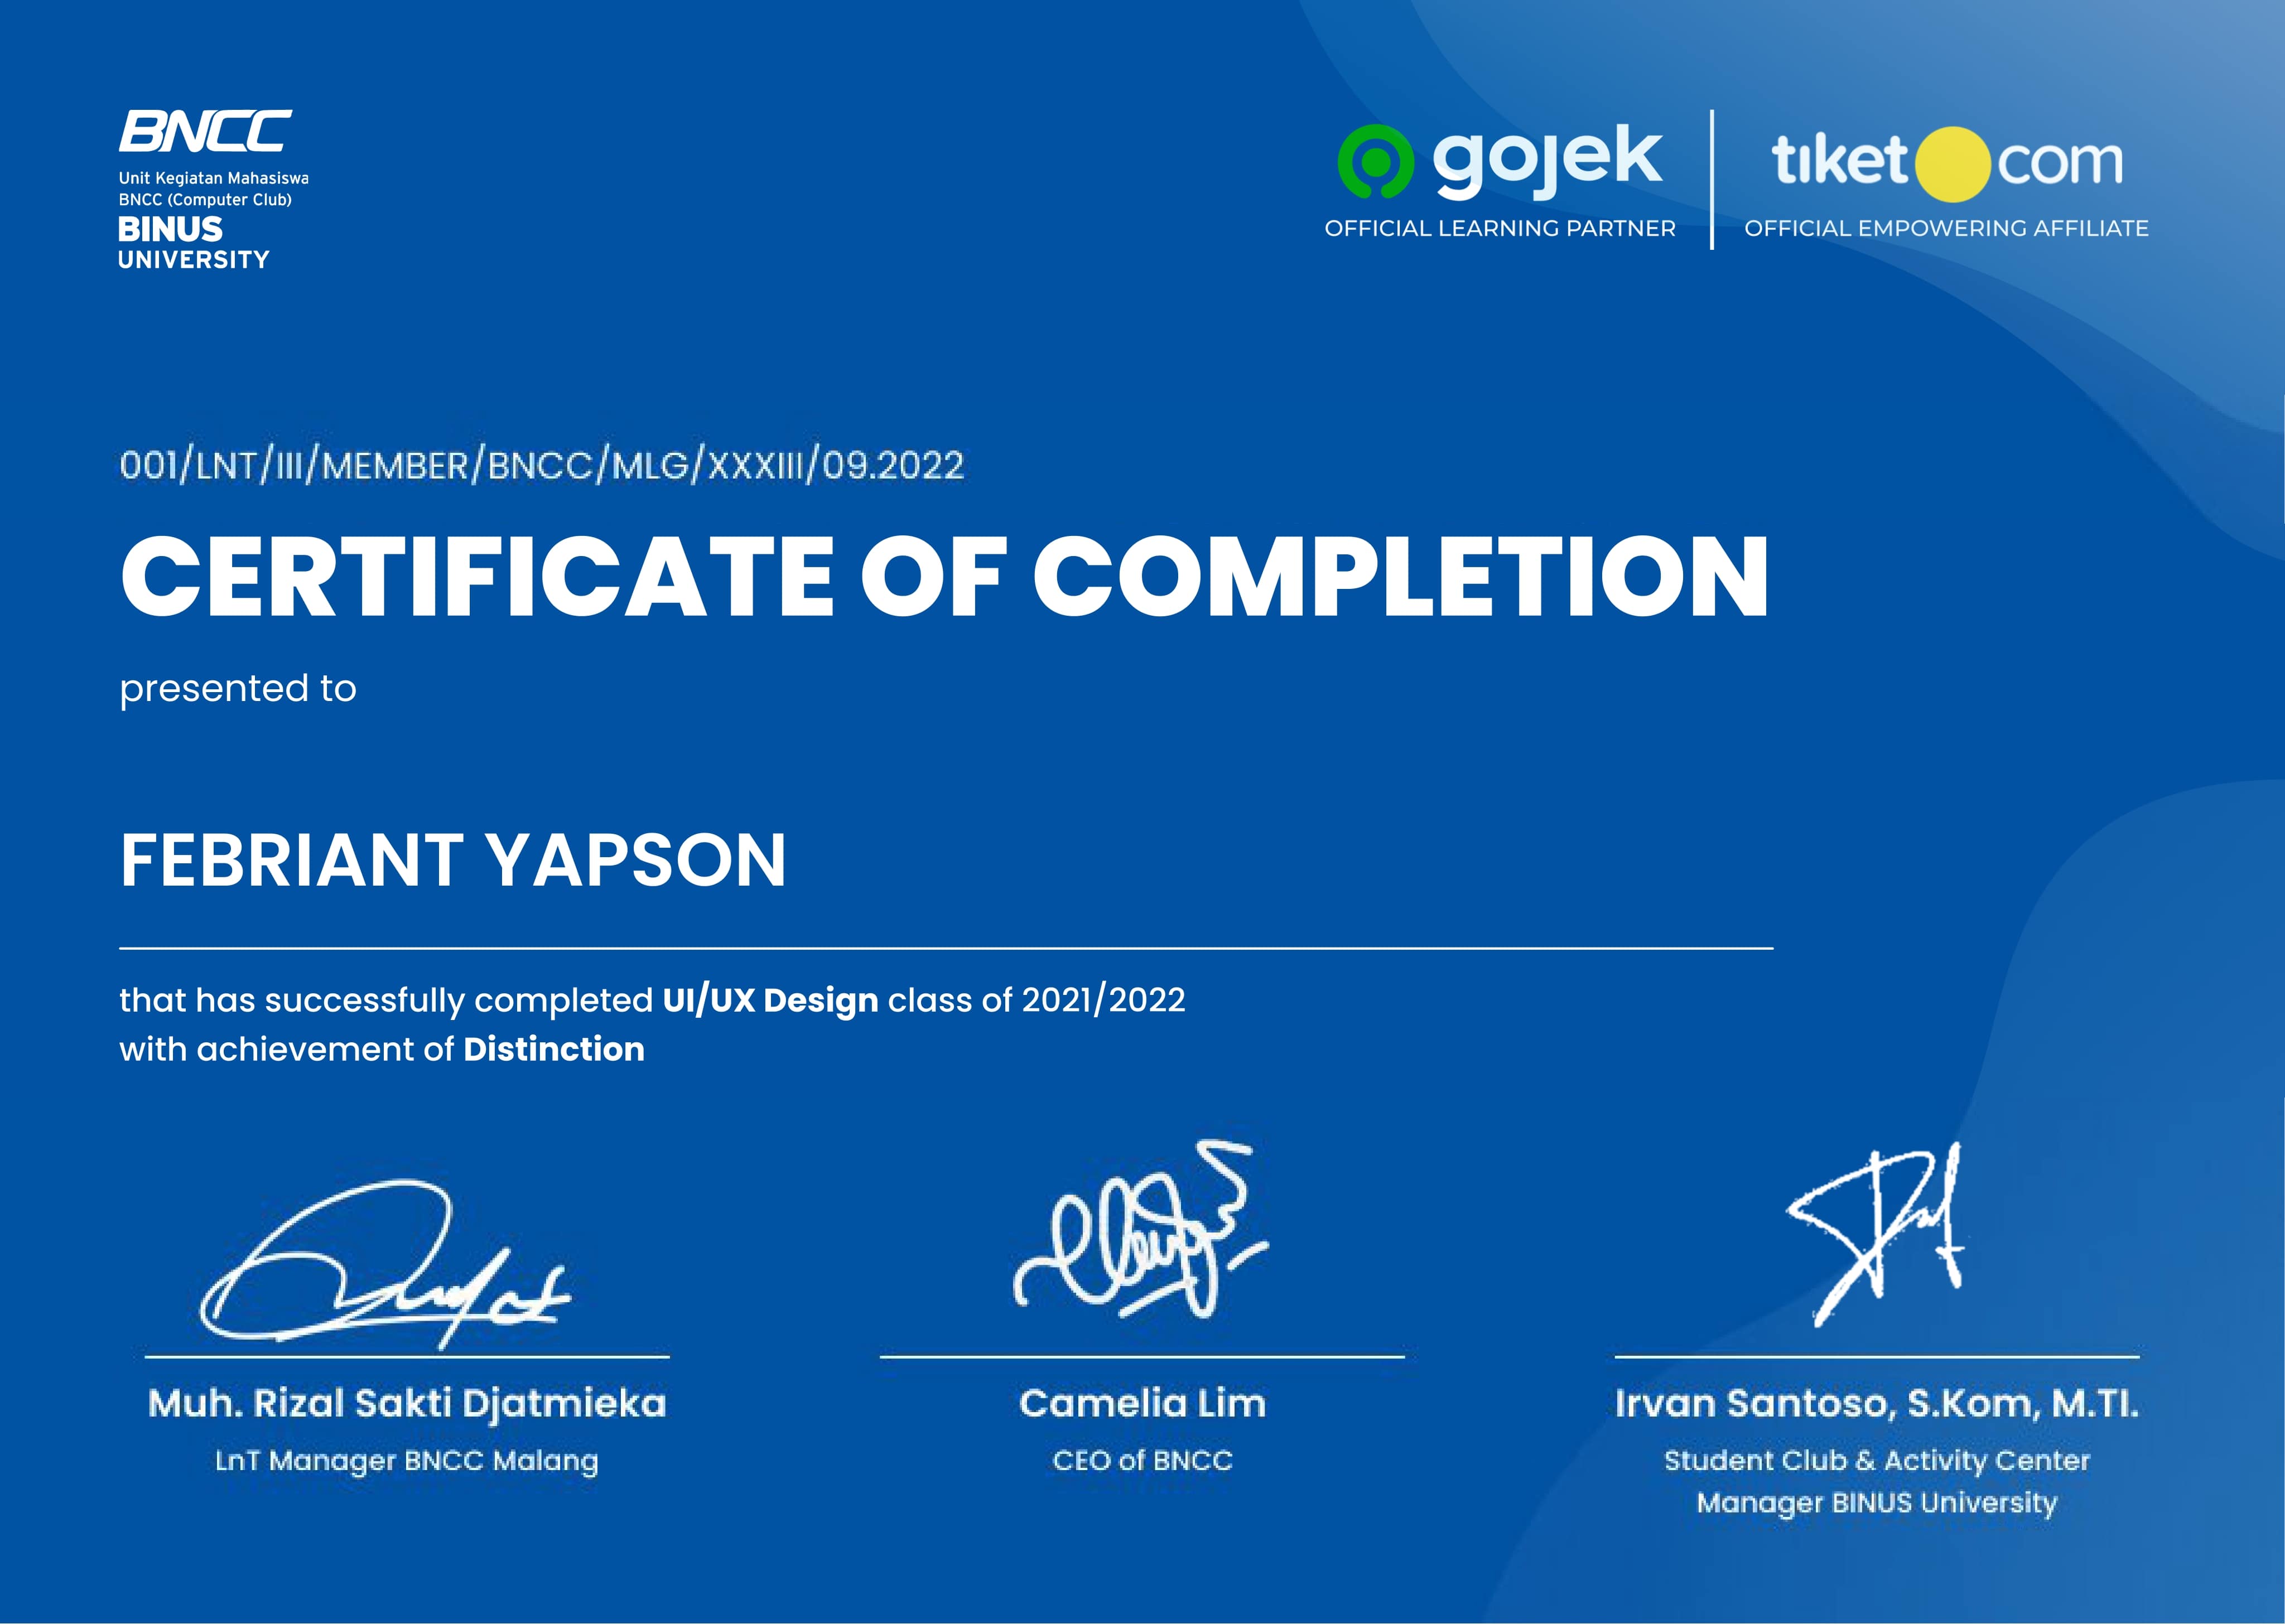 BNCC
Unit Kegiatan Mahasiswa
BNCC (Computer Club)
BINUS
UNIVERSITY
gojek
OFFICIAL LEARNING PARTNER
tiket com
OFFICIAL EMPOWERING AFFILIATE
001/LNT/III/MEMBER/BNCC/MLG/XXXIII/09.2022
CERTIFICATE OF COMPLETION
presented to
FEBRIANT YAPSON
that has successfully completed UI/UX Design class of 2021/2022
with achievement of Distinction
Muh. Rizal Sakti Djatmieka
LnT Manager BNCC Malang
Camelia Lim
CEO of BNCC
Irvan Santoso, S.Kom, M.TI.
Student Club & Activity Center
Manager BINUS University